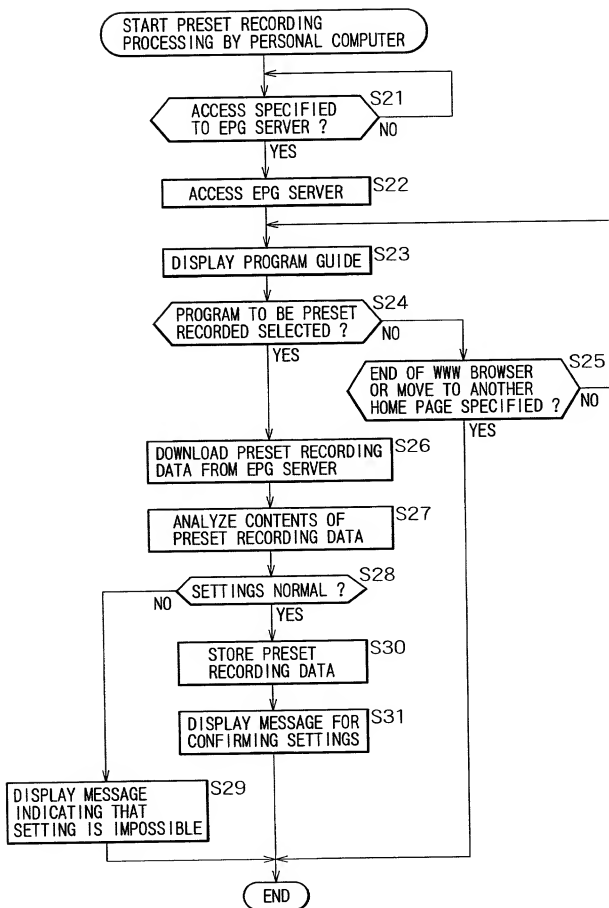 START PRESET RECORDING
PROCESSING BY PERSONAL COMPUTER
S21
ACCESS SPECIFIED
TO EPG SERVER ?
NO
YES
S22
ACCESS EPG SERVER
S23
DISPLAY PROGRAM GUIDE
S24
PROGRAM TO BE PRESET
RECORDED SELECTED ?
NO
YES
S25
END OF WWW BROWSER
OR MOVE TO ANOTHER
HOME PAGE SPECIFIED ?
NO
YES
S26
DOWNLOAD PRESET RECORDING
DATA FROM EPG SERVER
S27
ANALYZE CONTENTS OF
PRESET RECORDING DATA
S28
SETTINGS NORMAL ?
NO
YES
S30
STORE PRESET
RECORDING DATA
S31
DISPLAY MESSAGE FOR
CONFIRMING SETTINGS
S29
DISPLAY MESSAGE
INDICATING THAT
SETTING IS IMPOSSIBLE
END